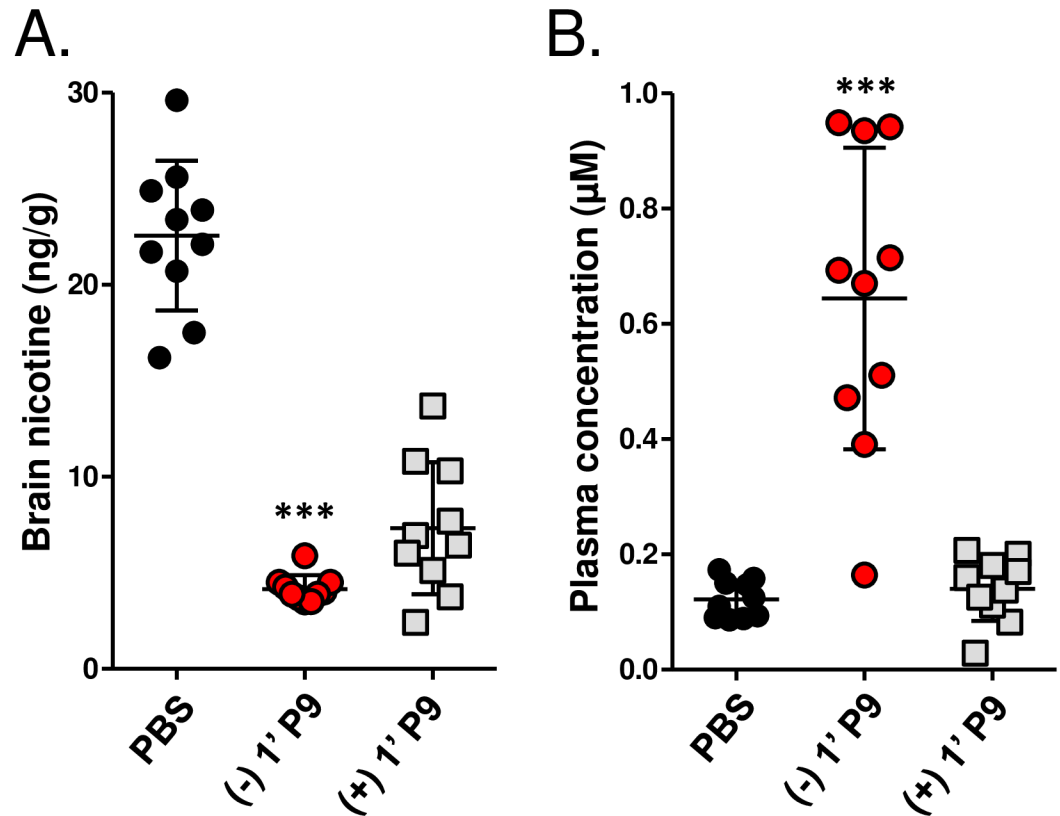 A.
Brain nicotine (ng/g)
30
20
10
0
***
PBS
(-) 1’ P9
(+) 1’ P9
B.
Plasma concentration (µM)
1.0
0.8
0.6
0.4
0.2
0.0
***
PBS
(-) 1’ P9
(+) 1’ P9